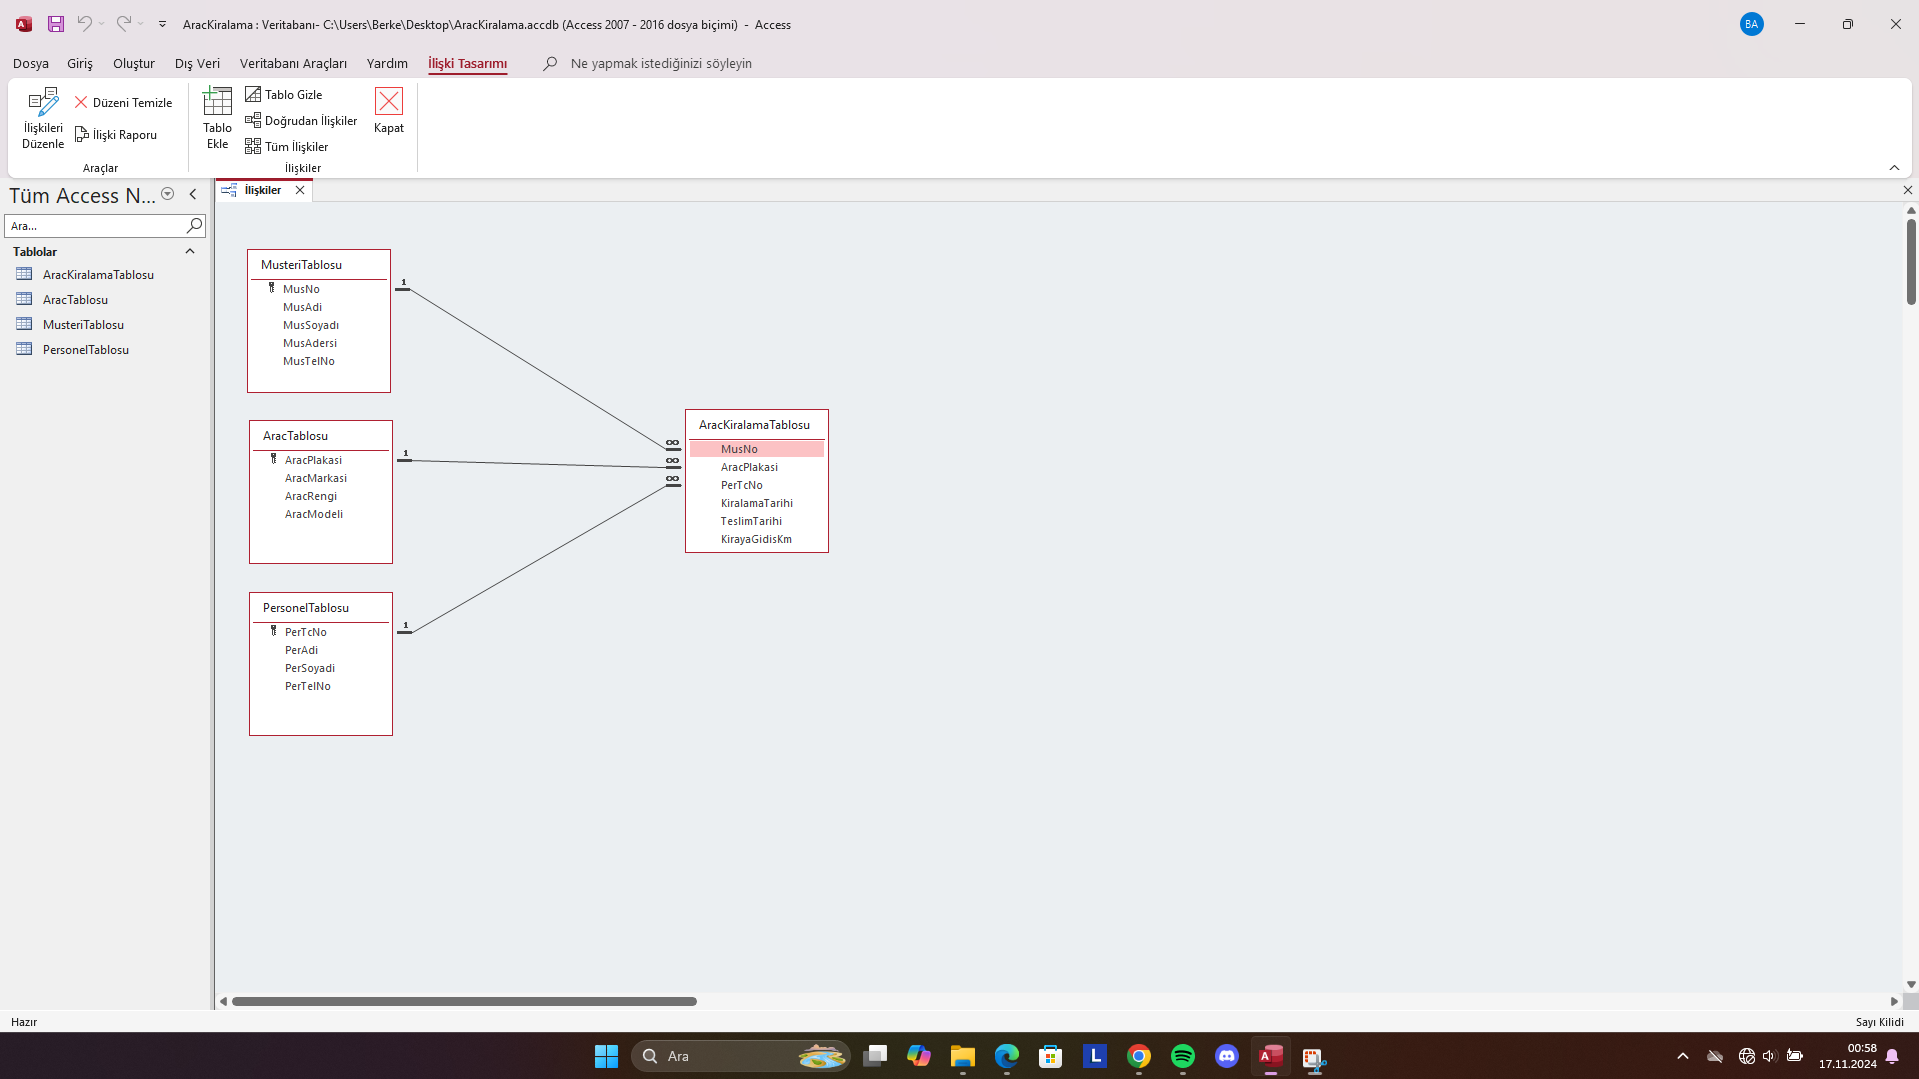 AracKiralama : Veritabanı- C:\Users\Berke\Desktop\AracKiralama.accdb (Access 2007 - 2016 dosya biçimi) - Access
BA
Dosya Giriş Oluştur Dış Veri Veritabanı Araçları Yardım İlişki Tasarımı Ne yapmak istediğinizi söyleyin
İlişkileri Düzenle
Düzeni Temizle
İlişki Raporu
Araçlar
Tablo Ekle
Tablo Gizle
Doğrudan İlişkiler
Tüm İlişkiler
Kapat
İlişkiler
Tüm Access N...
Ara...
Tablolar
AracKiralamaTablosu
AracTablosu
MusteriTablosu
PersonelTablosu
İlişkiler
MusteriTablosu
MusNo
MusAdi
MusSoyadı
MusAdersi
MusTelNo
1
AracTablosu
AracPlakasi
AracMarkasi
AracRengi
AracModeli
1
PersonelTablosu
PerTcNo
PerAdi
PerSoyadi
PerTelNo
1
∞
∞
∞
AracKiralamaTablosu
MusNo
AracPlakasi
PerTcNo
KiralamaTarihi
TeslimTarihi
KirayaGidisKm
Hazır
Sayı Kilidi
Ara
L
A
00:58
17.11.2024